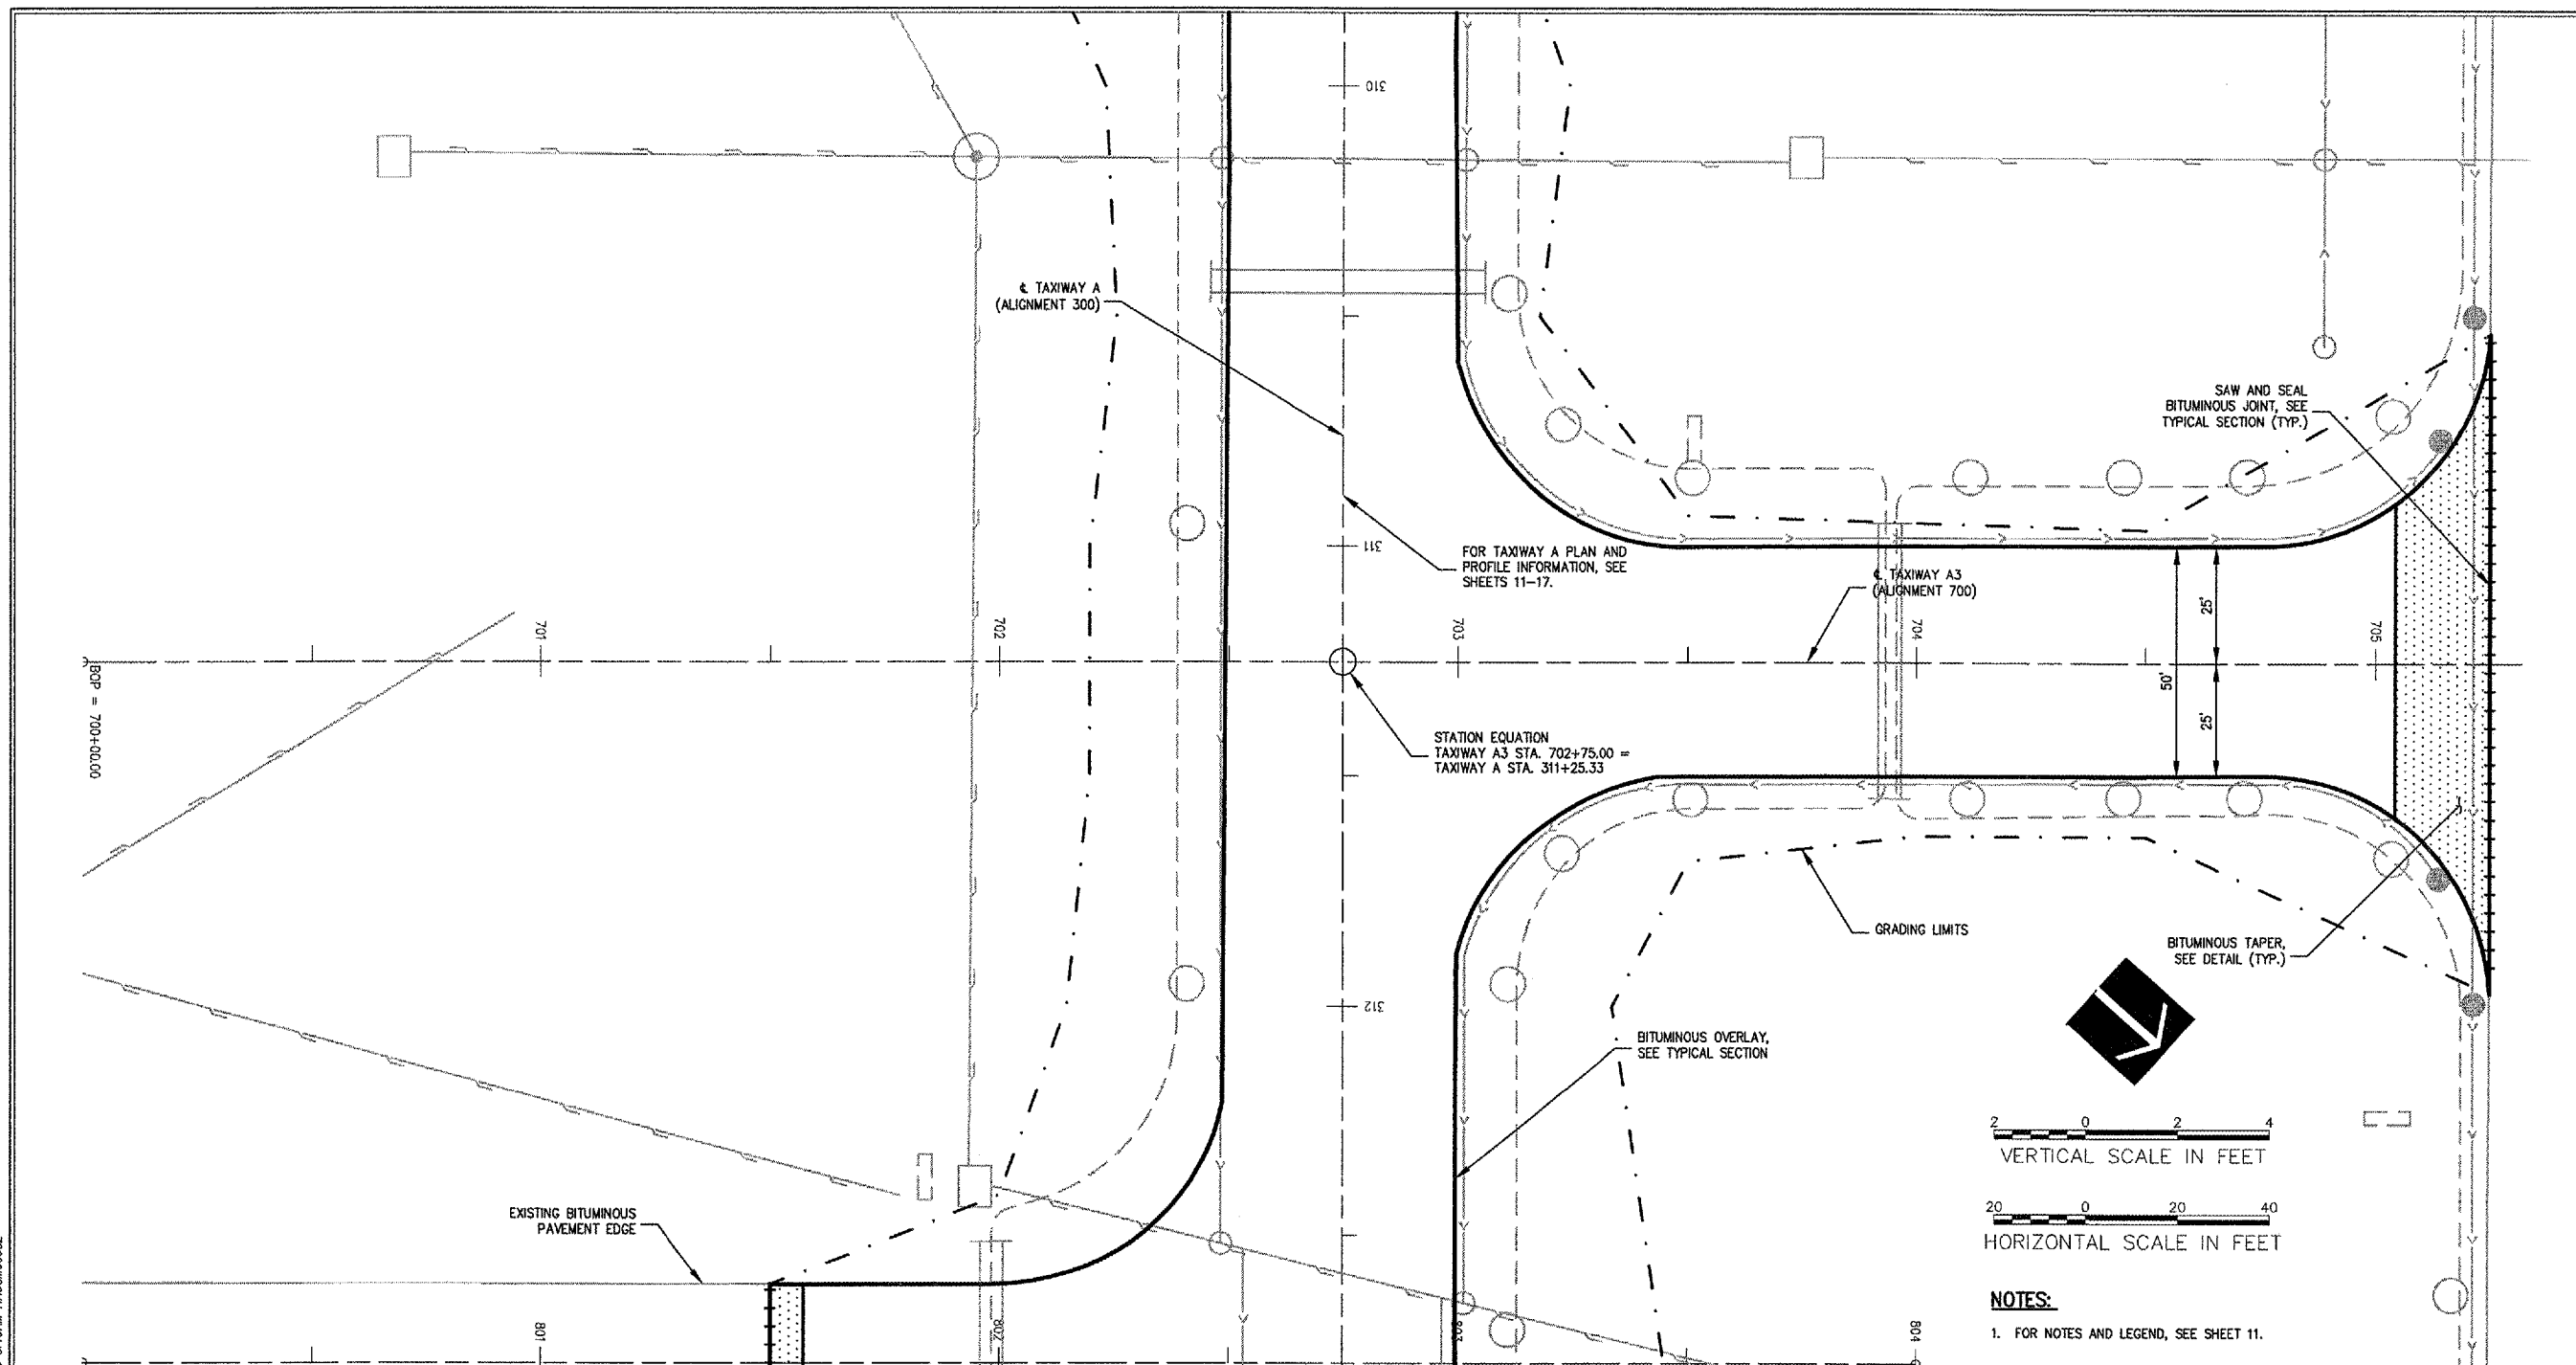 310
℄ TAXIWAY A
(ALIGNMENT 300)
SAW AND SEAL
BITUMINOUS JOINT, SEE
TYPICAL SECTION (TYP.)
311
FOR TAXIWAY A PLAN AND
PROFILE INFORMATION, SEE
SHEETS 11-17.
℄ TAXIWAY A3
(ALIGNMENT 700)
25'
50'
25'
701
702
703
704
705
BOP = 700+00.00
STATION EQUATION
TAXIWAY A3 STA. 702+75.00 =
TAXIWAY A STA. 311+25.33
GRADING LIMITS
BITUMINOUS TAPER,
SEE DETAIL (TYP.)
312
BITUMINOUS OVERLAY,
SEE TYPICAL SECTION
2 0 2 4
VERTICAL SCALE IN FEET
20 0 20 40
HORIZONTAL SCALE IN FEET
EXISTING BITUMINOUS
PAVEMENT EDGE
NOTES:
1. FOR NOTES AND LEGEND, SEE SHEET 11.
801
802
803
804